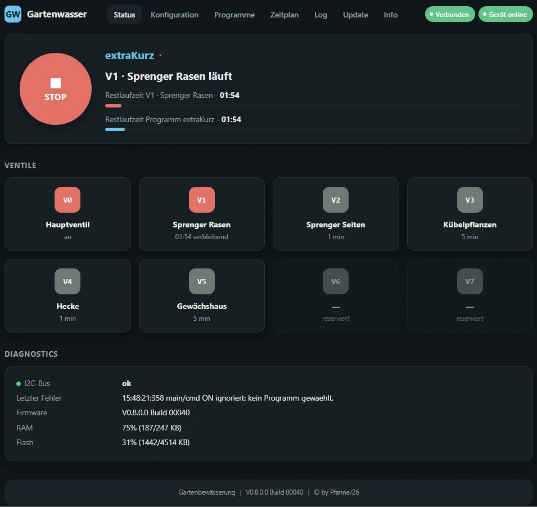 GW Gartenwasser Status Konfiguration Programme Zeitplan Log Update Info Verbunden Gerät online
extraKurz ·
V1 · Sprenger Rasen läuft
STOP
Restlaufzeit V1 · Sprenger Rasen · 01:54
Restlaufzeit Programm extraKurz · 01:54
VENTILE
V0 V1 V2 V3
Hauptventil Sprenger Rasen Sprenger Seiten Kübelpflanzen
an 01:54 verbleibend 1 min 5 min
V4 V5 V6 V7
Hecke Gewächshaus — —
1 min 5 min reserviert reserviert
DIAGNOSTICS
I2C-Bus ok
Letzter Fehler 15:48:21:358 main/cmd ON ignoriert: kein Programm gewaehlt.
Firmware V0.8.0.0 Build 00040
RAM 75% (187/247 KB)
Flash 31% (1442/4514 KB)
Gartenbewässerung | V0.8.0.0 Build 00040 | © by Pfanne/26